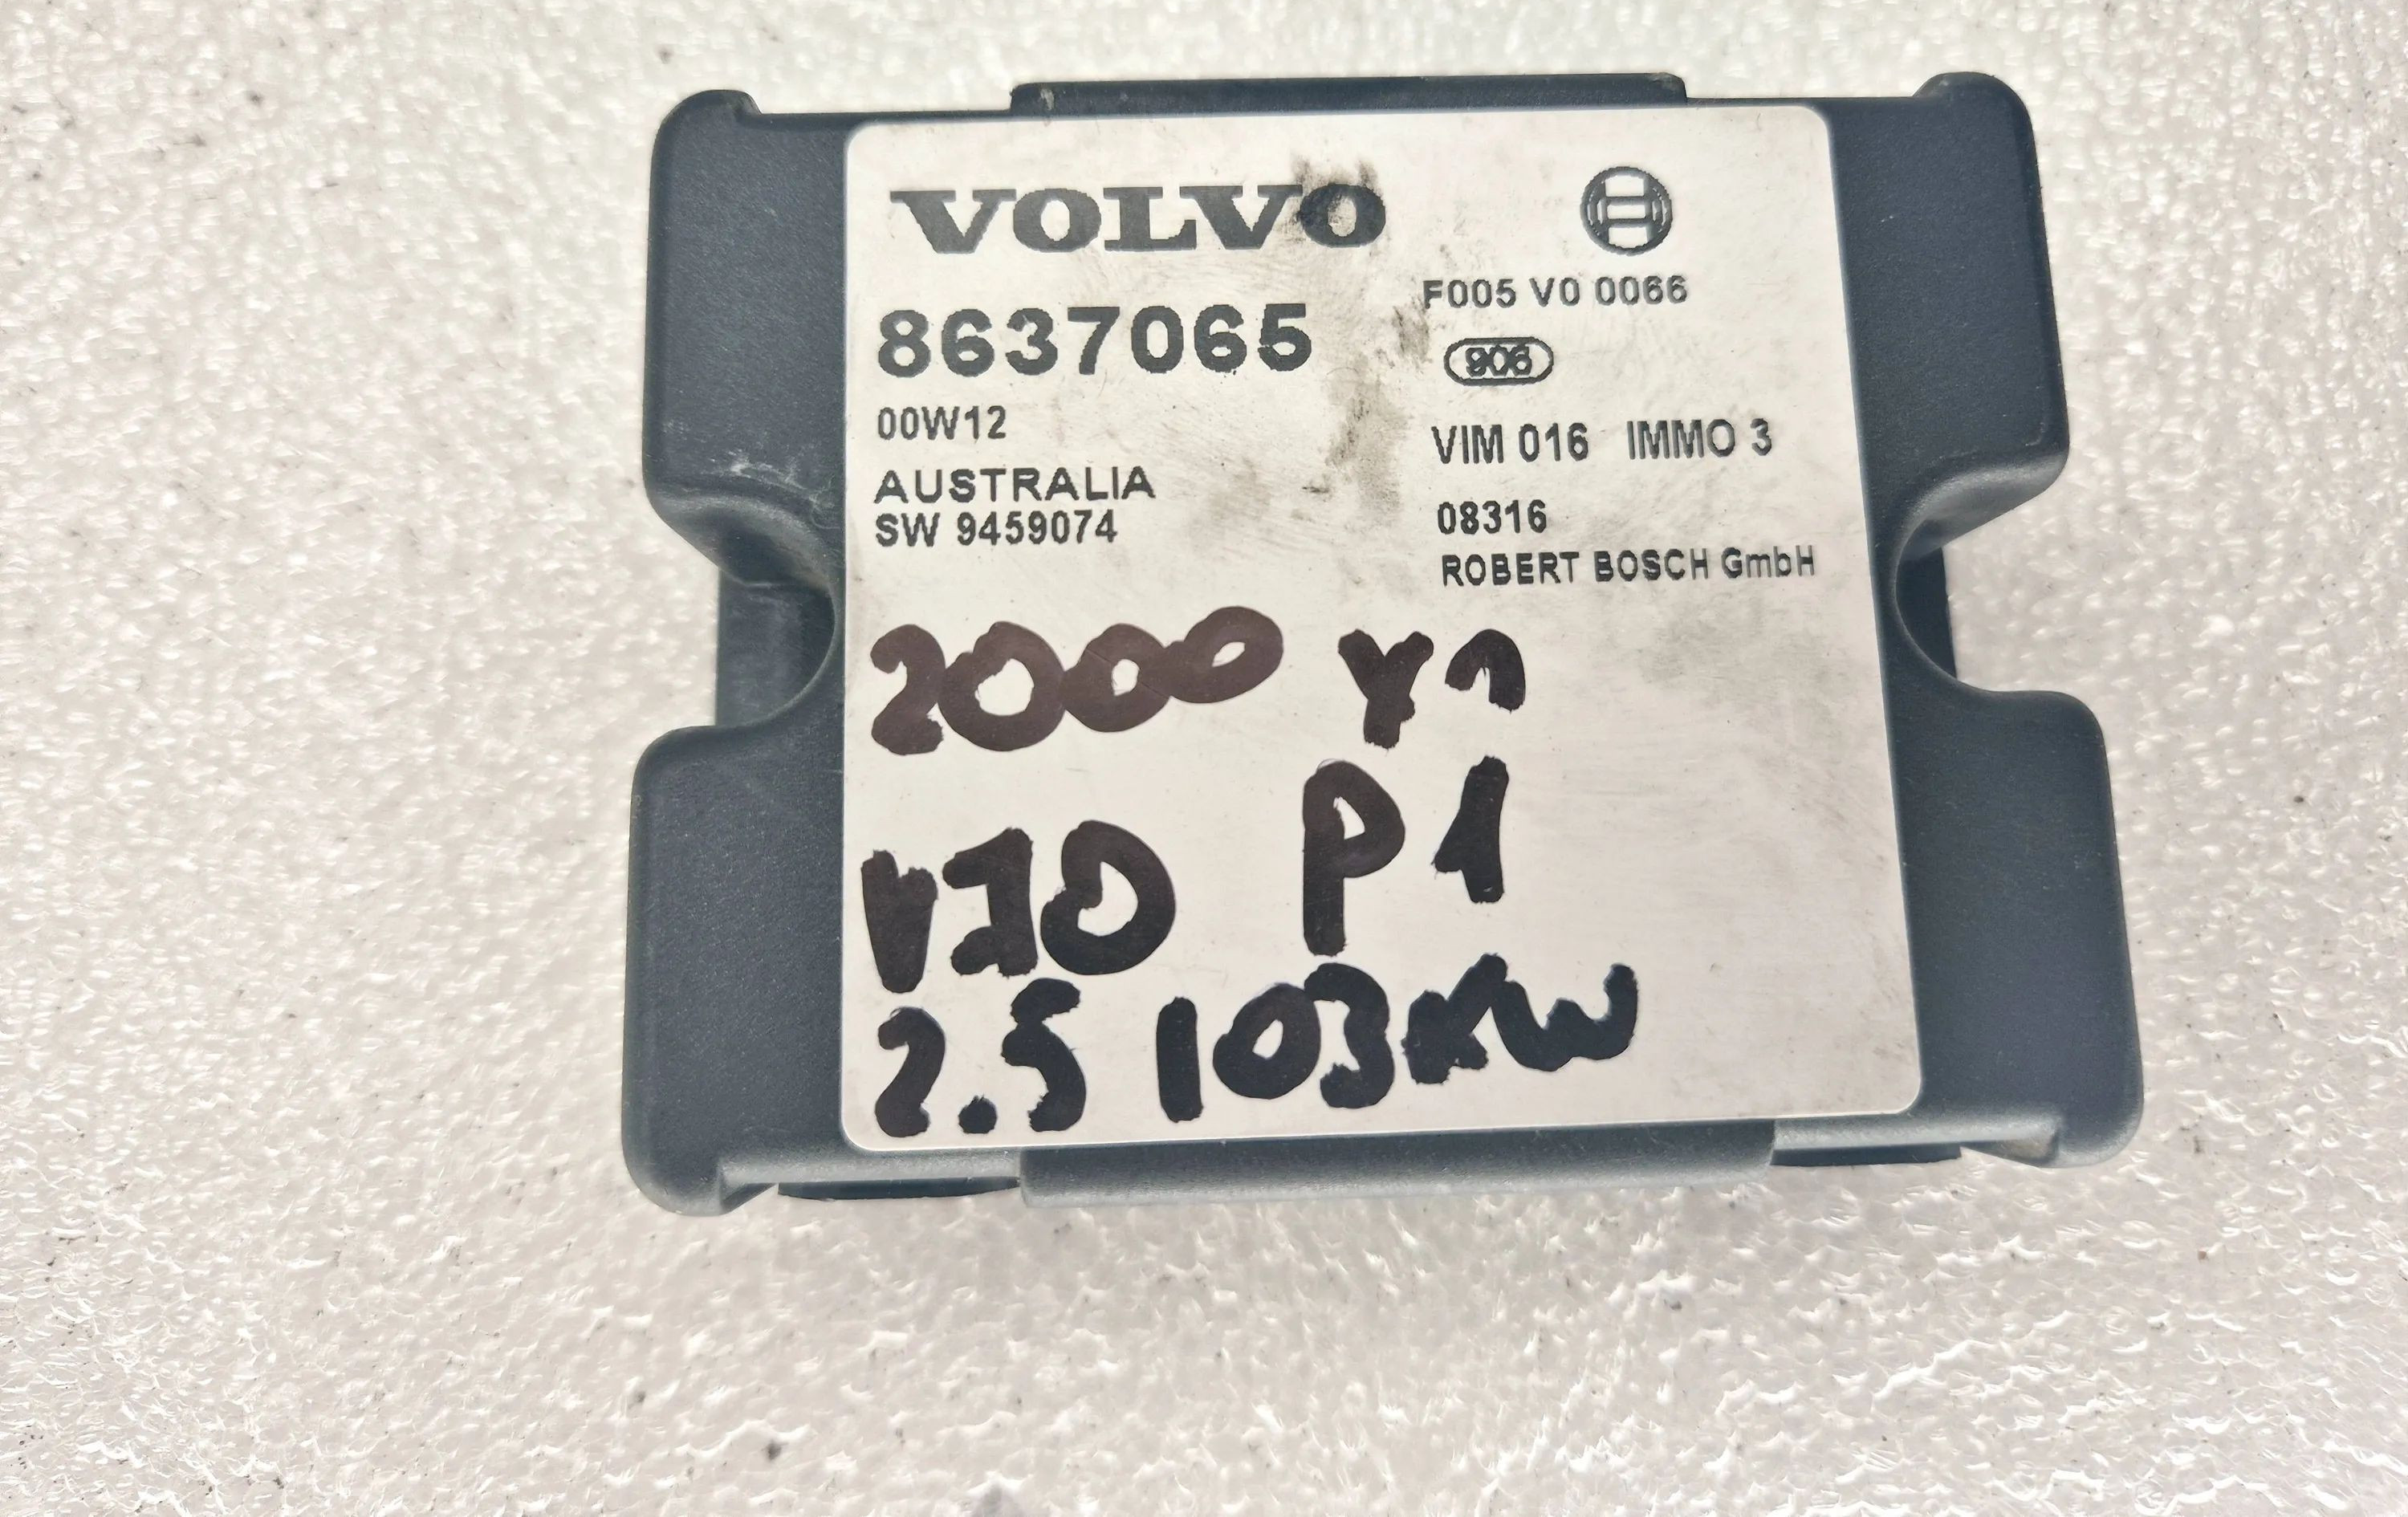 VOLVO
8637065
00W12
AUSTRALIA
SW 9459074
F005 V0 0066
906
VIM 016 IMMO 3
08316
ROBERT BOSCH GmbH
2000
V70 P1
2.5 103KW